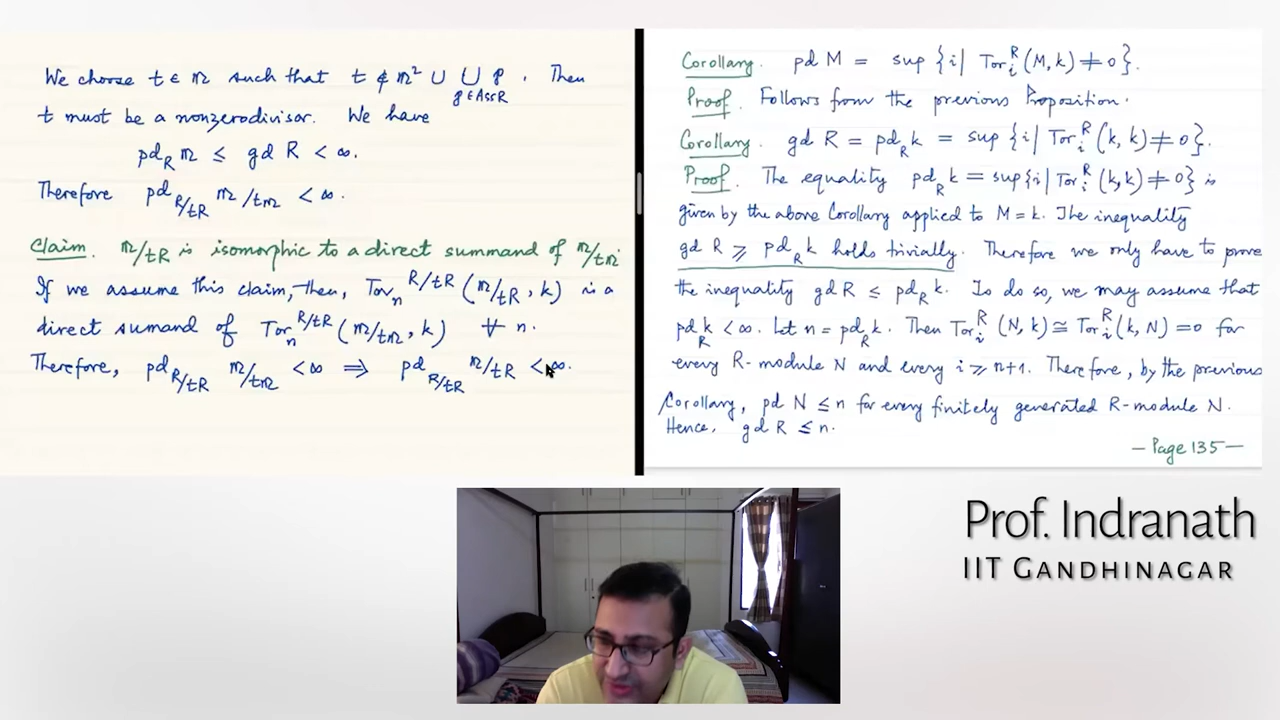 We choose t ∈ 𝔪 such that t ∉ 𝔪² ∪ ⋃_{𝔭 ∈ Ass R} 𝔭. Then
t must be a nonzerodivisor. We have
pd_R 𝔪 ≤ gd R < ∞.
Therefore pd_{R/tR} 𝔪/t𝔪 < ∞.
Claim. 𝔪/tR is isomorphic to a direct summand of 𝔪/t𝔪.
If we assume this claim, then, Tor_n^{R/tR}(𝔪/tR, k) is a
direct sumand of Tor_n^{R/tR}(𝔪/t𝔪, k) ∀ n.
Therefore, pd_{R/tR} 𝔪/t𝔪 < ∞ ⟹ pd_{R/tR} 𝔪/tR < ∞.
Corollary. pd M = sup {i | Tor_i^R(M, k) ≠ 0}.
Proof. Follows from the previous Proposition.
Corollary. gd R = pd_R k = sup {i | Tor_i^R(k, k) ≠ 0}.
Proof. The equality pd_R k = sup{i | Tor_i^R(k,k) ≠ 0} is
given by the above Corollary applied to M = k. The inequality
gd R ≥ pd_R k holds trivially. Therefore we only have to prove
the inequality gd R ≤ pd_R k. To do so, we may assume that
pd_R k < ∞. Let n = pd_R k. Then Tor_i^R(N, k) ≅ Tor_i^R(k, N) = 0 for
every R-module N and every i ≥ n+1. Therefore, by the previous
Corollary, pd N ≤ n for every finitely generated R-module N.
Hence, gd R ≤ n.
— Page 135 —
Prof. Indranath
IIT GANDHINAGAR